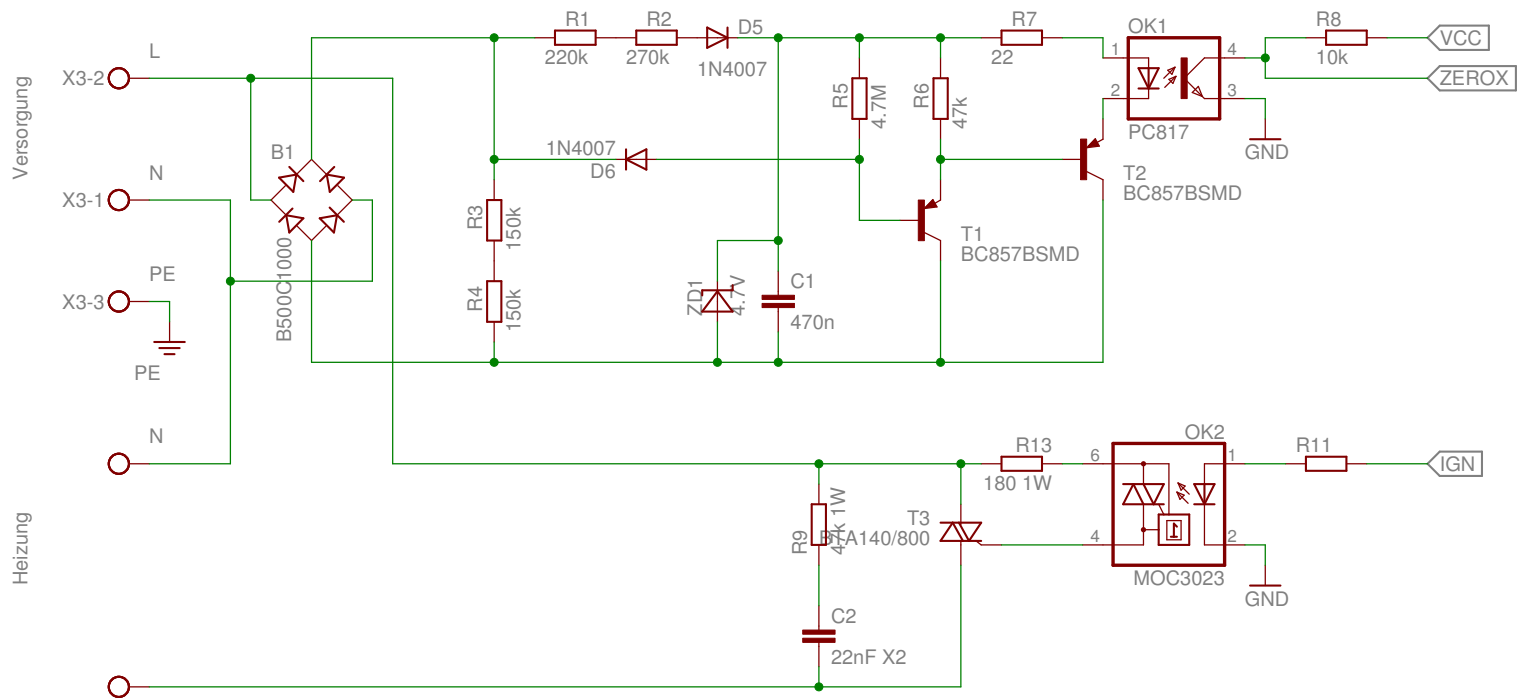 Versorgung
L
X3-2
N
X3-1
PE
X3-3
PE
B1
B500C1000
R1
220k
R2
270k
D5
1N4007
R7
22
OK1
1
2
4
3
PC817
R8
10k
VCC
ZEROX
GND
R5
4.7M
R6
47k
1N4007
D6
R3
150k
R4
150k
ZD1
4.7V
C1
470n
T1
BC857BSMD
T2
BC857BSMD
Heizung
N
R9
47k 1W
C2
22nF X2
T3
BTA140/800
R13
180 1W
OK2
6
4
1
2
MOC3023
R11
IGN
GND